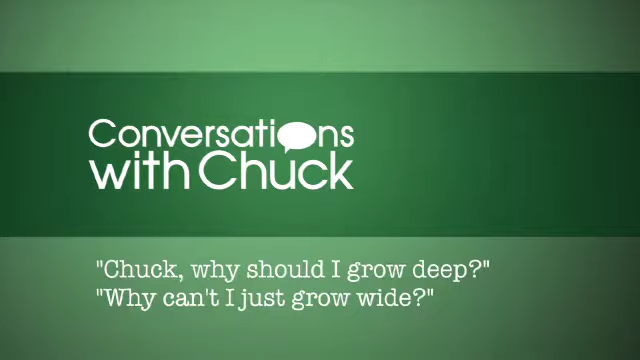 Conversations
with Chuck
"Chuck, why should I grow deep?"
"Why can't I just grow wide?"